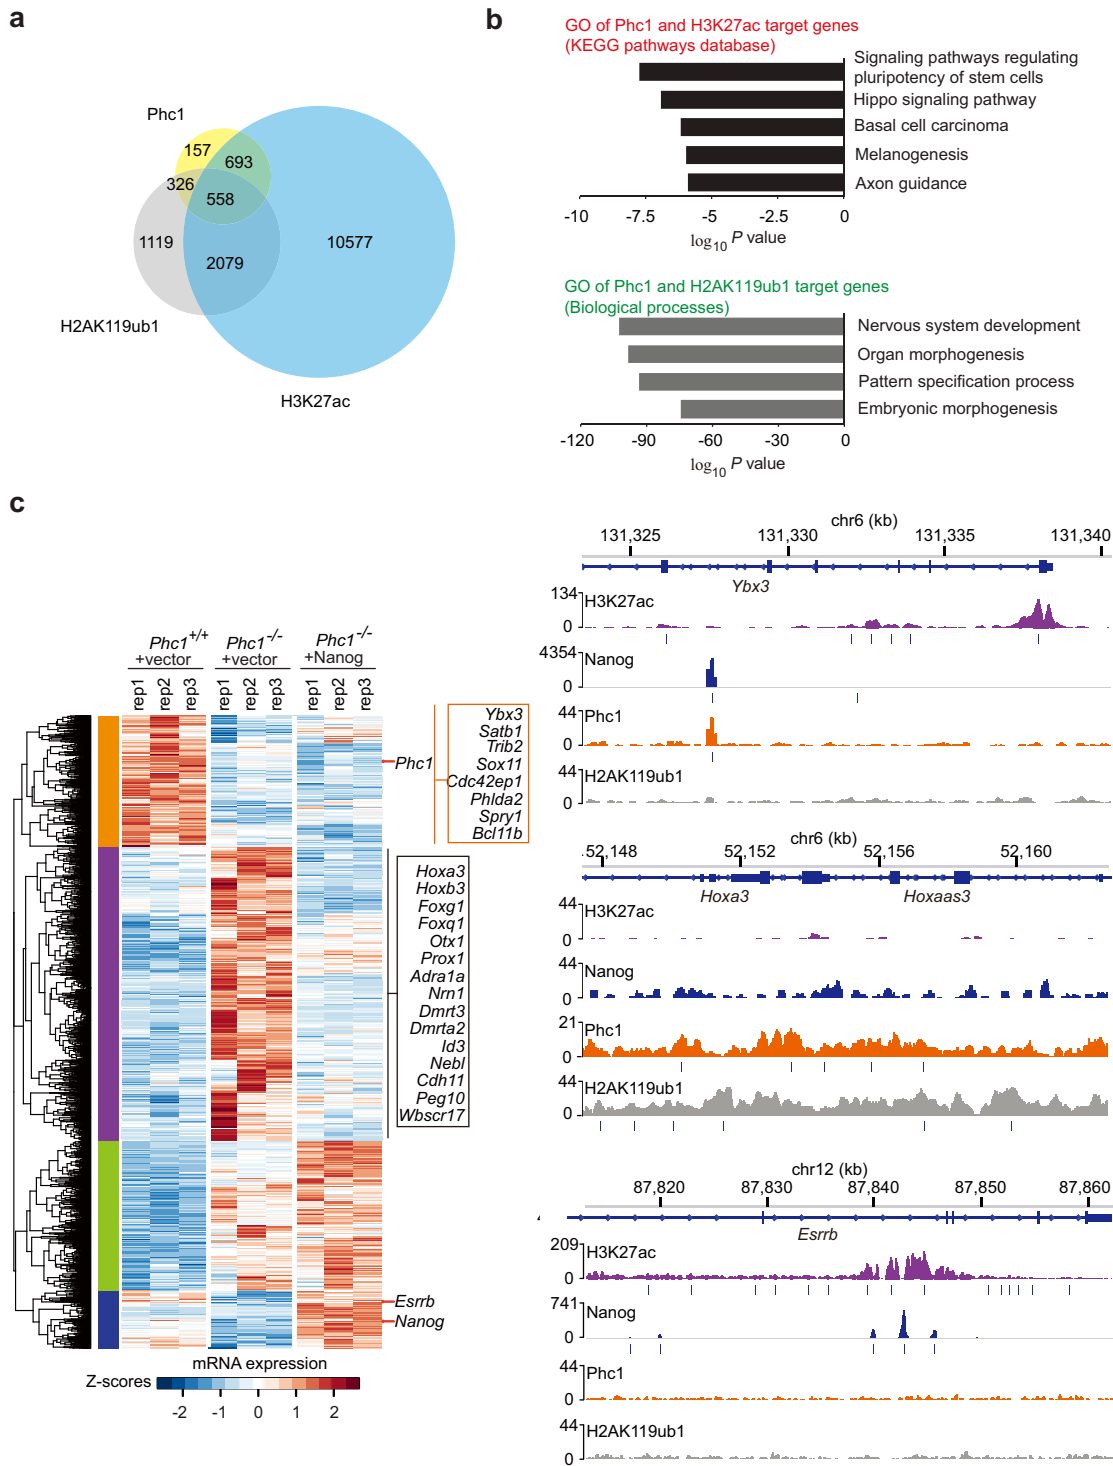 a
Phc1
157
693
326
558
1119
2079
10577
H2AK119ub1
H3K27ac
b
GO of Phc1 and H3K27ac target genes
(KEGG pathways database)
Signaling pathways regulating
pluripotency of stem cells
Hippo signaling pathway
Basal cell carcinoma
Melanogenesis
Axon guidance
-10 -7.5 -5 -2.5 0
log10 P value
GO of Phc1 and H2AK119ub1 target genes
(Biological processes)
Nervous system development
Organ morphogenesis
Pattern specification process
Embryonic morphogenesis
-120 -90 -60 -30 0
log10 P value
c
Phc1+/+ Phc1-/- Phc1-/-
+vector +vector +Nanog
rep1 rep2 rep3 rep1 rep2 rep3 rep1 rep2 rep3
Phc1
Ybx3
Satb1
Trib2
Sox11
Cdc42ep1
Phlda2
Spry1
Bcl11b
Hoxa3
Hoxb3
Foxg1
Foxq1
Otx1
Prox1
Adra1a
Nrn1
Dmrt3
Dmrta2
Id3
Nebl
Cdh11
Peg10
Wbscr17
Esrrb
Nanog
mRNA expression
Z-scores
-2 -1 0 1 2
chr6 (kb)
131,325 131,330 131,335 131,340
Ybx3
134
H3K27ac
0
4354
Nanog
0
44
Phc1
0
44
H2AK119ub1
0
chr6 (kb)
52,148 52,152 52,156 52,160
Hoxa3 Hoxaas3
44
H3K27ac
0
44
Nanog
0
21
Phc1
0
44
H2AK119ub1
0
chr12 (kb)
87,820 87,830 87,840 87,850 87,860
Esrrb
209
H3K27ac
0
741
Nanog
0
44
Phc1
0
44
H2AK119ub1
0